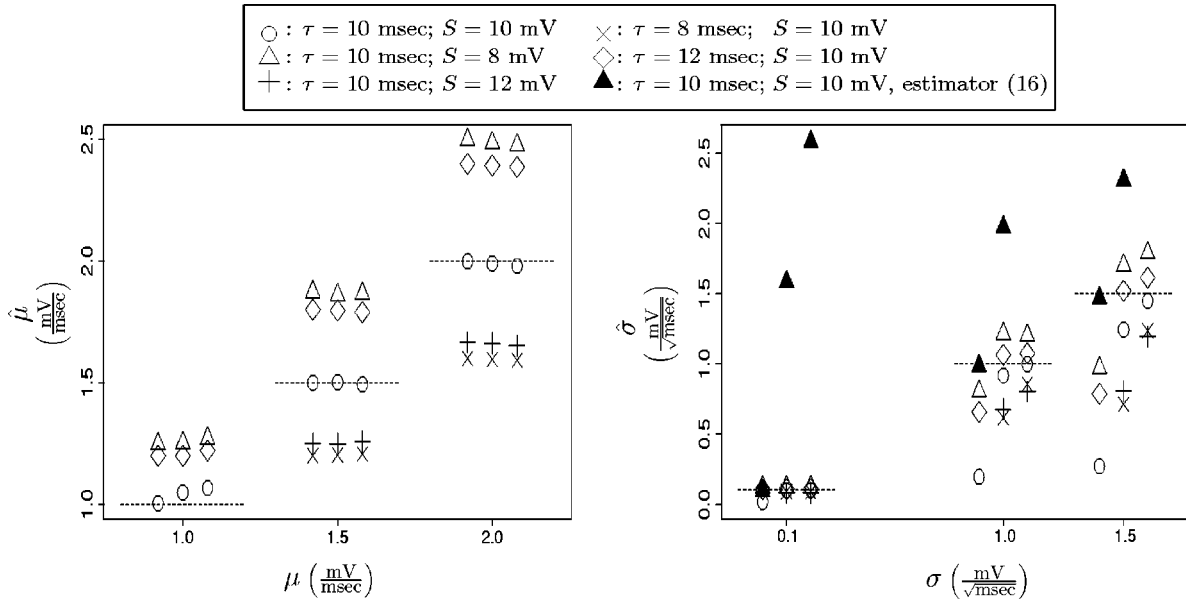 ○ : τ = 10 msec; S = 10 mV × : τ = 8 msec; S = 10 mV
△ : τ = 10 msec; S = 8 mV ◇ : τ = 12 msec; S = 10 mV
+ : τ = 10 msec; S = 12 mV ▲ : τ = 10 msec; S = 10 mV, estimator (16)
2.5
2.0
1.5
1.0
μ̂ (mV/msec)
1.0 1.5 2.0
μ (mV/msec)
2.5
2.0
1.5
1.0
0.5
0.0
σ̂ (mV/√msec)
0.1 1.0 1.5
σ (mV/√msec)